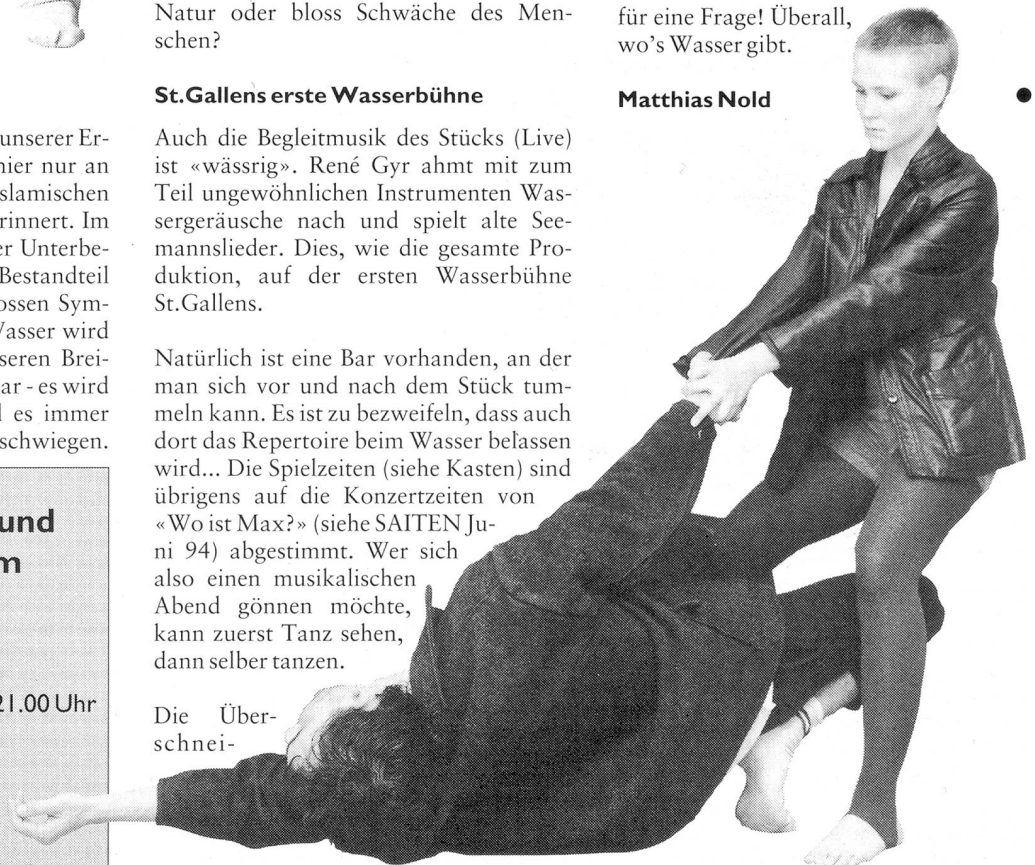 unserer Er-
hier nur an
slamischen
rinnert. Im
er Unterbe-
Bestandteil
ossen Sym-
Wasser wird
seren Brei-
ar - es wird
l es immer
schwiegen.
und
m
21.00 Uhr
Natur oder bloss Schwäche des Men-
schen?
St.Gallens erste Wasserbühne
Auch die Begleitmusik des Stücks (Live)
ist «wässrig». René Gyr ahmt mit zum
Teil ungewöhnlichen Instrumenten Was-
sergeräusche nach und spielt alte See-
mannslieder. Dies, wie die gesamte Pro-
duktion, auf der ersten Wasserbühne
St.Gallens.
Natürlich ist eine Bar vorhanden, an der
man sich vor und nach dem Stück tum-
meln kann. Es ist zu bezweifeln, dass auch
dort das Repertoire beim Wasser belassen
wird... Die Spielzeiten (siehe Kasten) sind
übrigens auf die Konzertzeiten von
«Wo ist Max?» (siehe SAITEN Ju-
ni 94) abgestimmt. Wer sich
also einen musikalischen
Abend gönnen möchte,
kann zuerst Tanz sehen,
dann selber tanzen.
Die Über-
schnei-
für eine Frage! Überall,
wo's Wasser gibt.
Matthias Nold